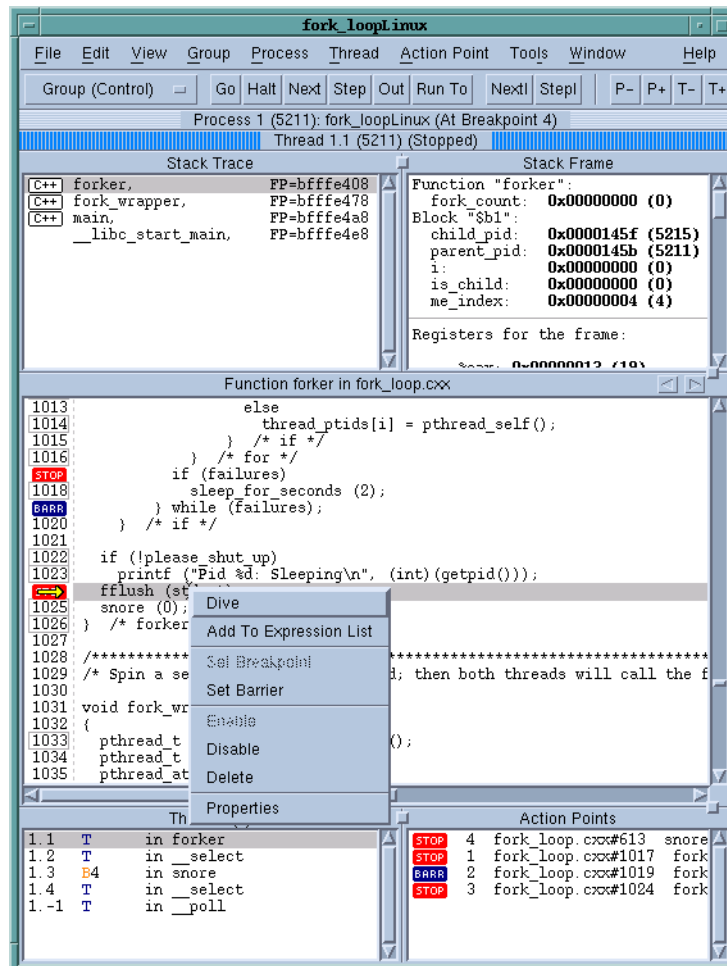 fork_loopLinux
File Edit View Group Process Thread Action Point Tools Window Help
Group (Control) Go Halt Next Step Out Run To NextI StepI P- P+ T- T+
Process 1 (5211): fork_loopLinux (At Breakpoint 4)
Thread 1.1 (5211) (Stopped)
Stack Trace
C++ forker, FP=bfffe408
C++ fork_wrapper, FP=bfffe478
C++ main, FP=bfffe4a8
__libc_start_main, FP=bfffe4e8
Stack Frame
Function "forker":
fork_count: 0x00000000 (0)
Block "$b1":
child_pid: 0x0000145f (5215)
parent_pid: 0x0000145b (5211)
i: 0x00000000 (0)
is_child: 0x00000000 (0)
me_index: 0x00000004 (4)
Registers for the frame:
Function forker in fork_loop.cxx
1013 else
1014 thread_ptids[i] = pthread_self();
1015 } /* if */
1016 } /* for */
STOP if (failures)
1018 sleep_for_seconds (2);
BARR } while (failures);
1020 } /* if */
1021
1022 if (!please_shut_up)
1023 printf ("Pid %d: Sleeping\n", (int)(getpid()));
fflush
1025 snore (0);
1026 } /* forker
1027
1028 /*****************************************************
1029 /* Spin a se d; then both threads will call the f
1030
1031 void fork_wr
1032 {
1033 pthread_t ();
1034 pthread_t
1035 pthread_at
Dive
Add To Expression List
Set Breakpoint
Set Barrier
Enable
Disable
Delete
Properties
Th
1.1 T in forker
1.2 T in __select
1.3 B4 in snore
1.4 T in __select
1.-1 T in __poll
Action Points
STOP 4 fork_loop.cxx#613 snore
STOP 1 fork_loop.cxx#1017 fork
BARR 2 fork_loop.cxx#1019 fork
STOP 3 fork_loop.cxx#1024 fork